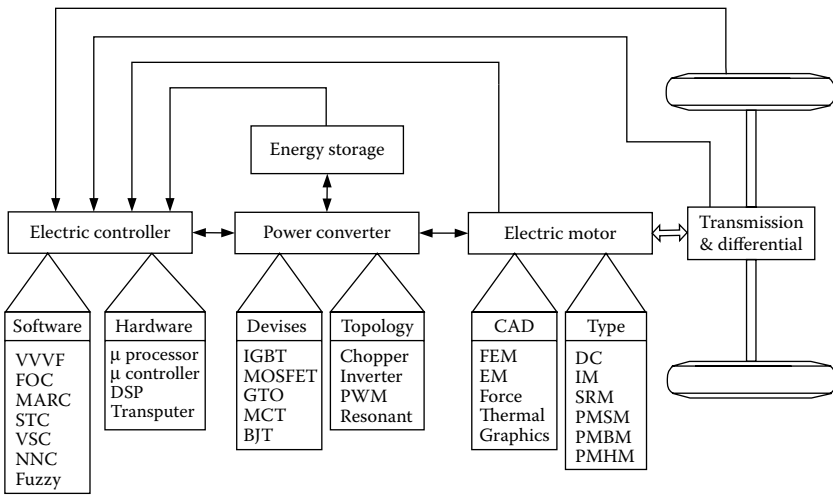 Energy storage
Electric controller
Power converter
Electric motor
Transmission
& differential
Software
VVVF
FOC
MARC
STC
VSC
NNC
Fuzzy
Hardware
μ processor
μ controller
DSP
Transputer
Devises
IGBT
MOSFET
GTO
MCT
BJT
Topology
Chopper
Inverter
PWM
Resonant
CAD
FEM
EM
Force
Thermal
Graphics
Type
DC
IM
SRM
PMSM
PMBM
PMHM